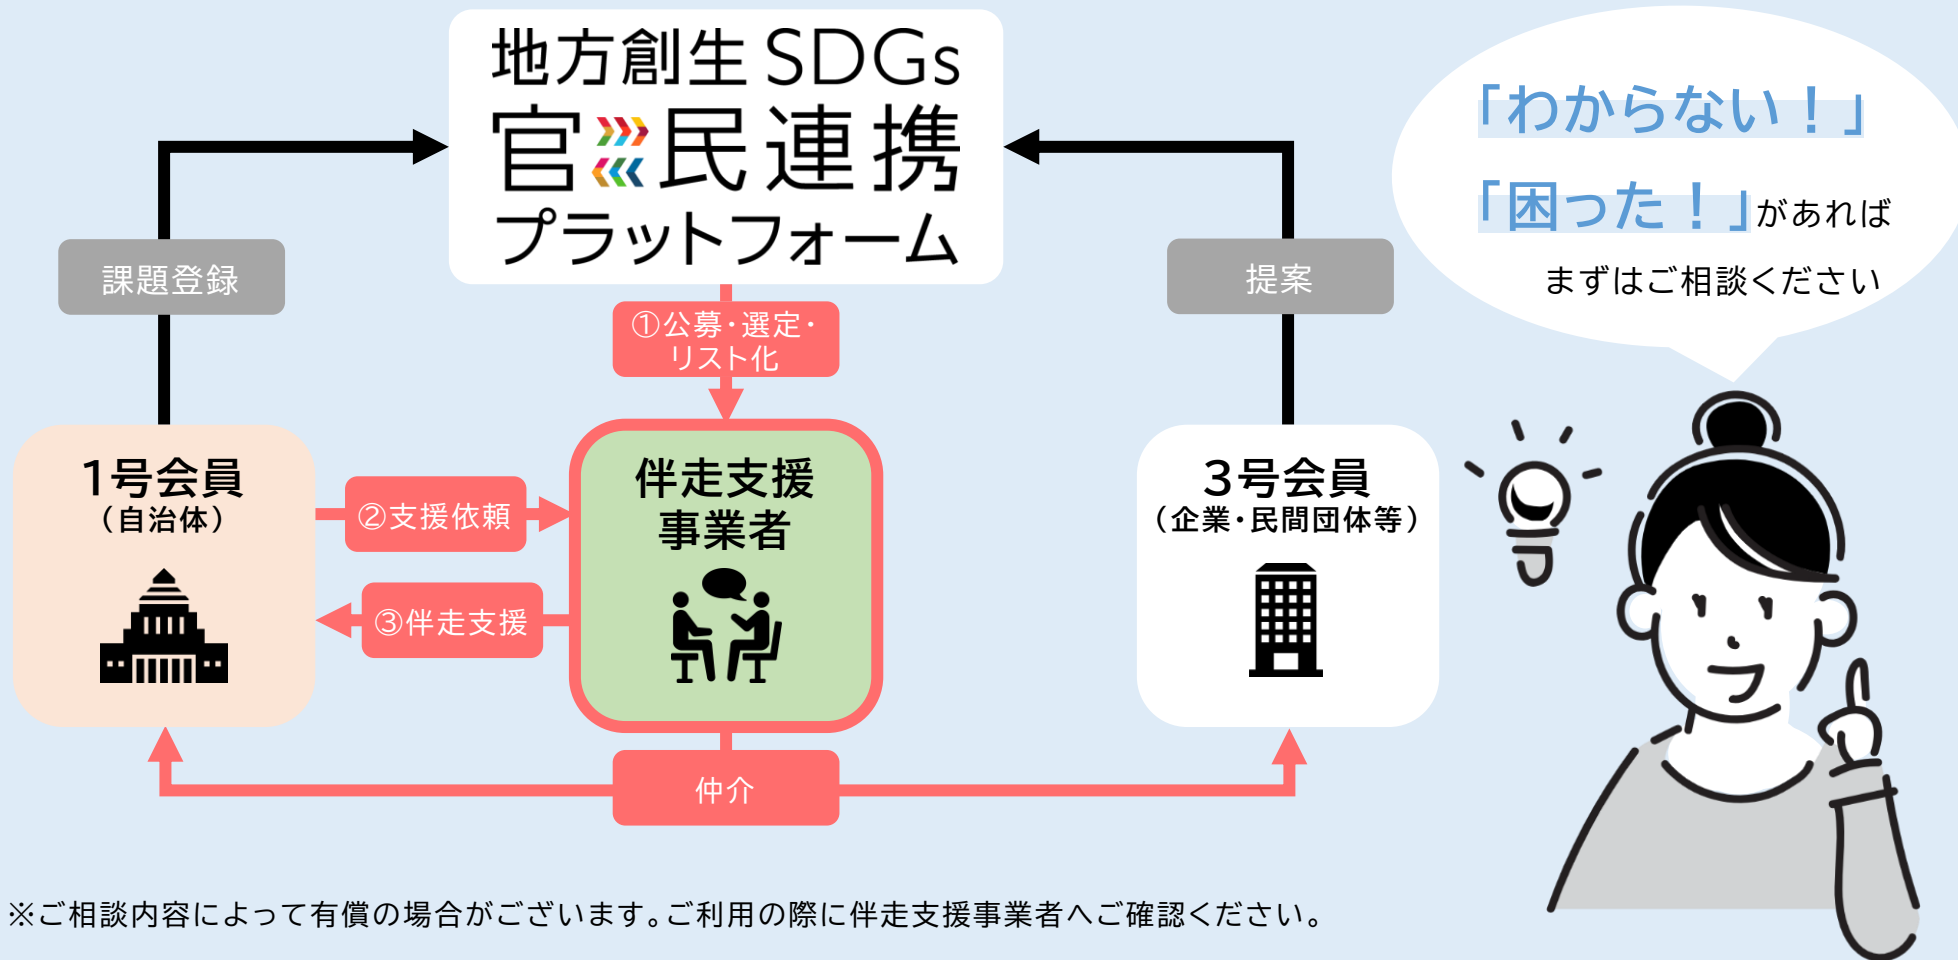 地方創生 SDGs
官民連携
プラットフォーム
「わからない！」
「困った！」があれば
まずはご相談ください
課題登録
提案
①公募・選定・
リスト化
1号会員
（自治体）
②支援依頼
③伴走支援
伴走支援
事業者
3号会員
（企業・民間団体等）
仲介
※ご相談内容によって有償の場合がございます。ご利用の際に伴走支援事業者へご確認ください。